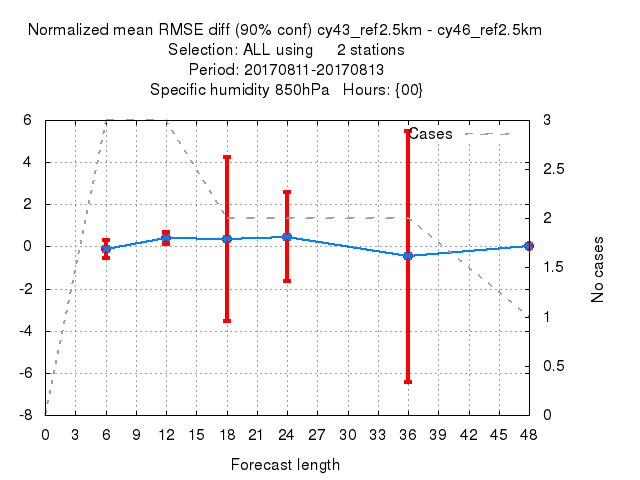 Normalized mean RMSE diff (90% conf) cy43_ref2.5km - cy46_ref2.5km
Selection: ALL using 2 stations
Period: 20170811-20170813
Specific humidity 850hPa Hours: {00}
Cases
6
4
2
0
-2
-4
-6
-8
3
2.5
2
1.5
1
0.5
0
No cases
0 3 6 9 12 15 18 21 24 27 30 33 36 39 42 45 48
Forecast length